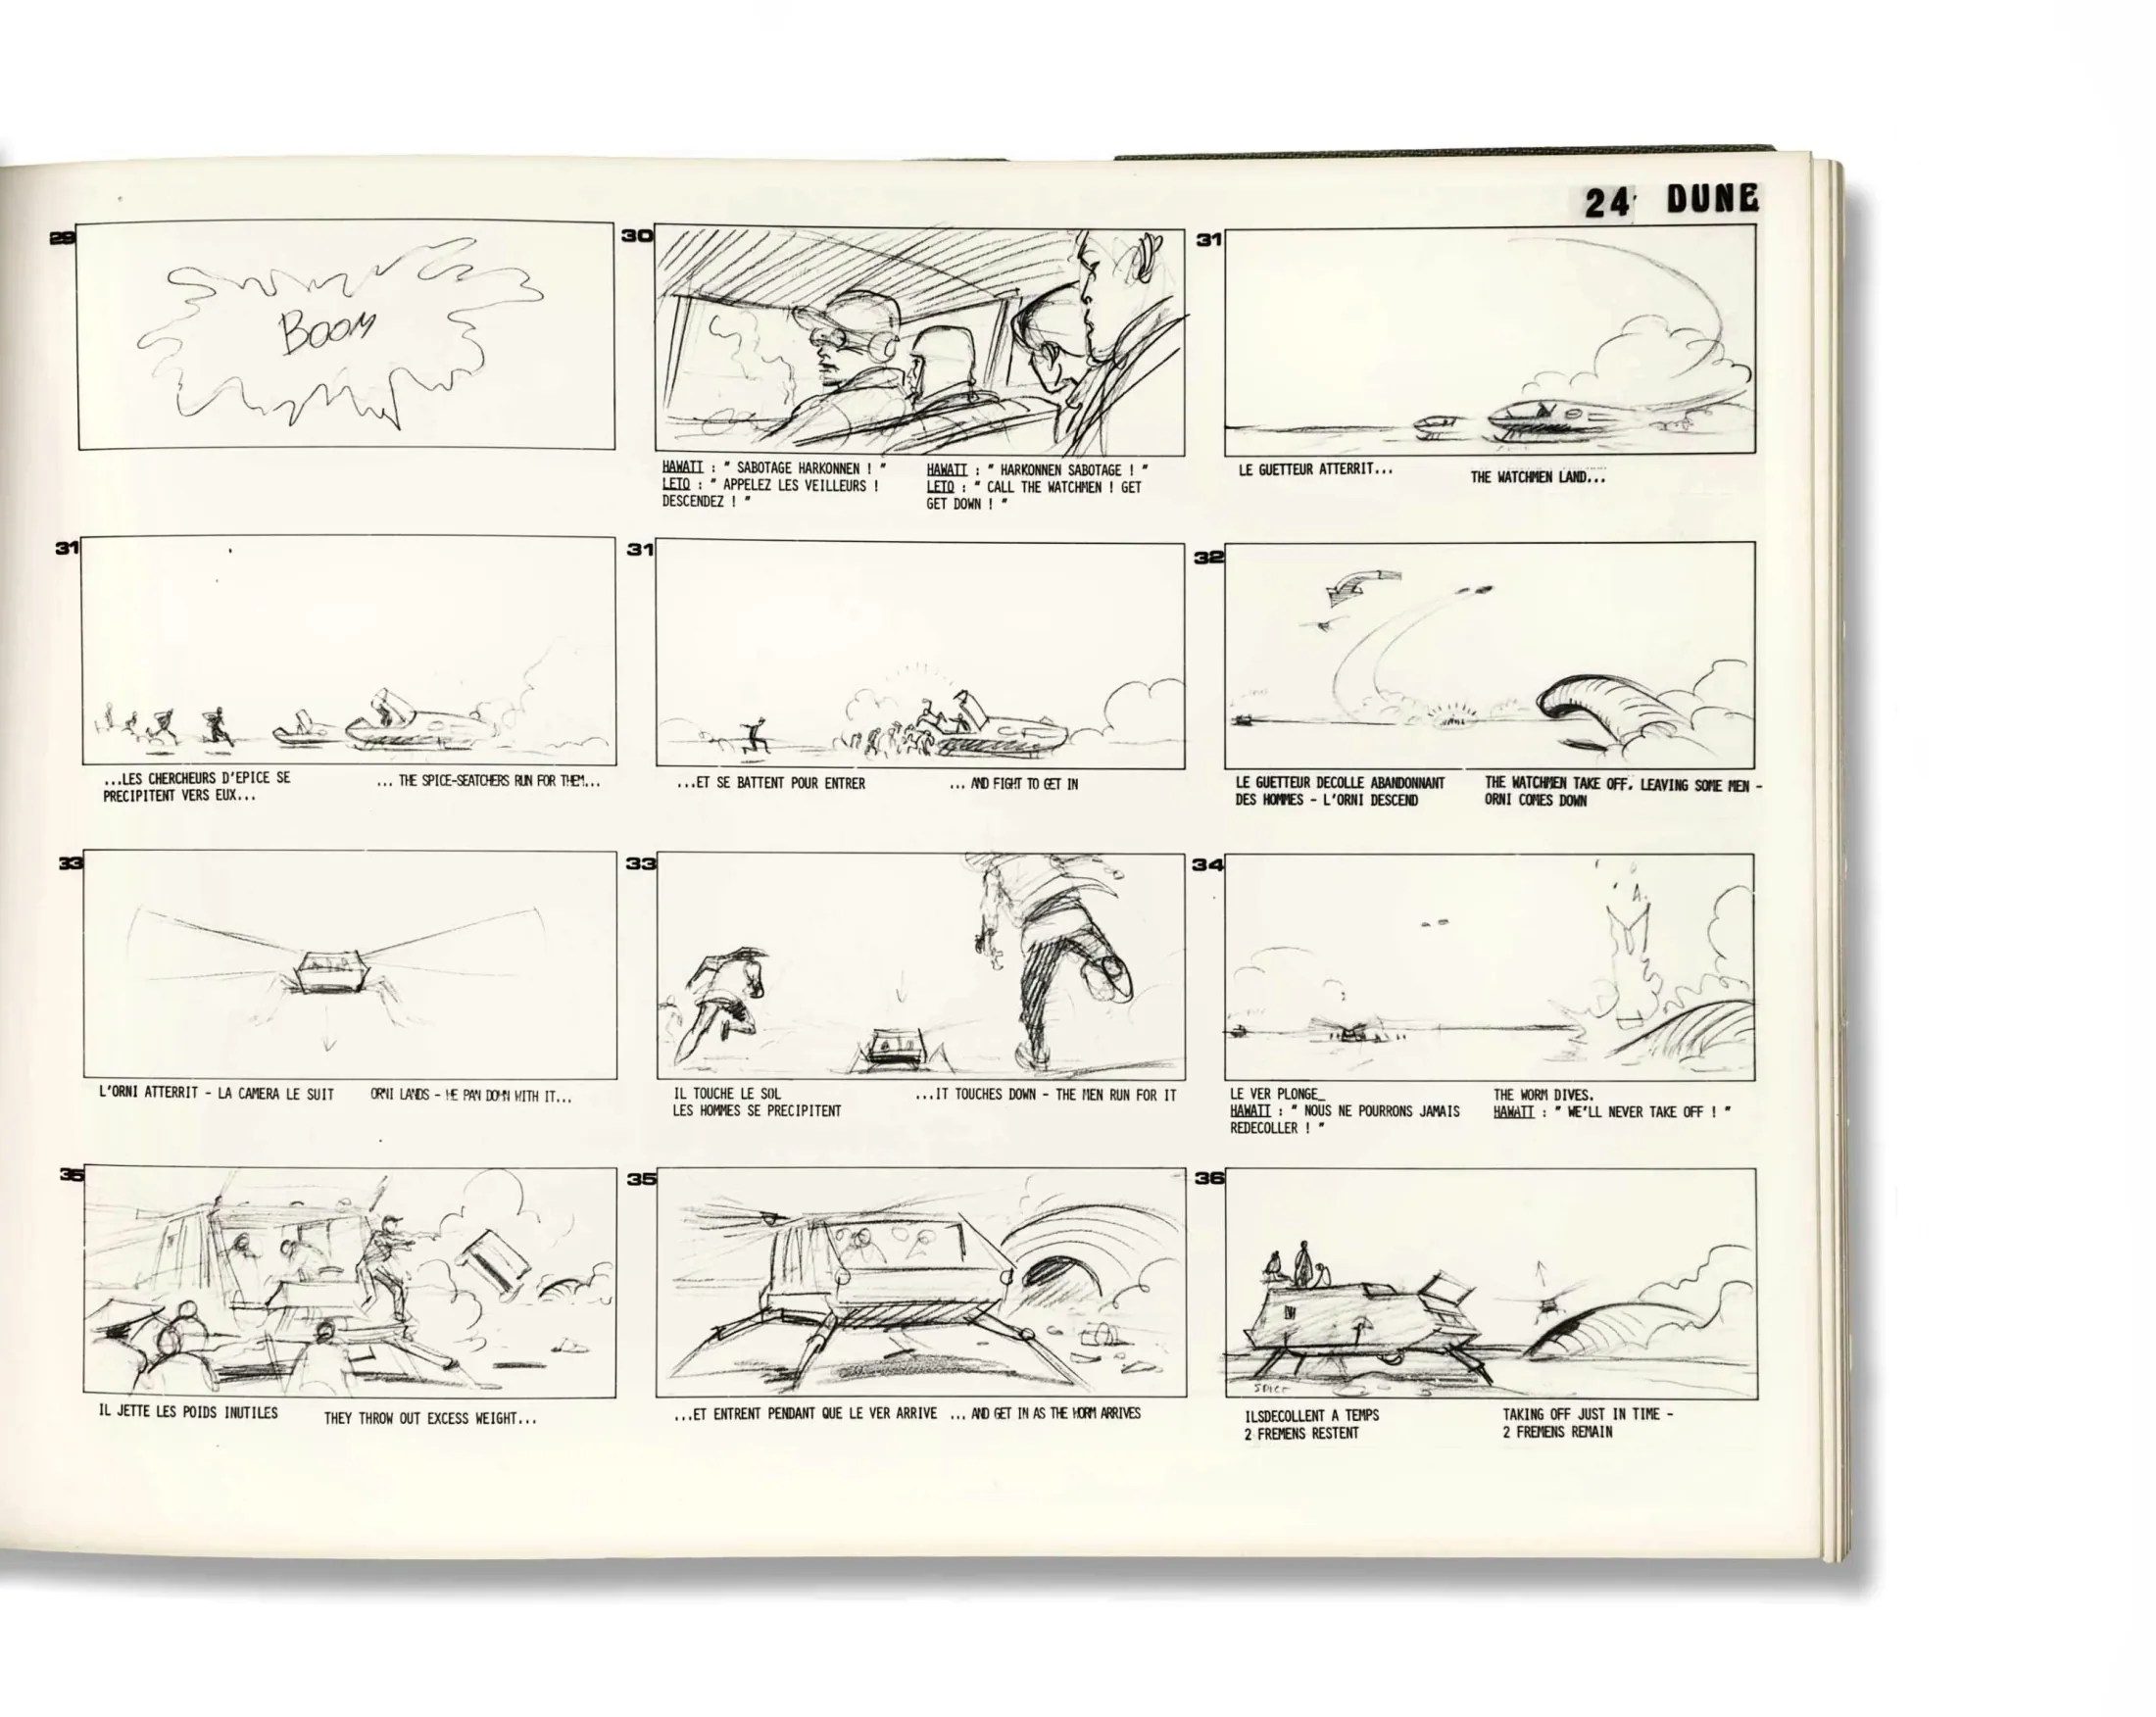 24 DUNE
29
BOOM
30
HAWATT : " SABOTAGE HARKONNEN ! "
LETO : " APPELEZ LES VEILLEURS !
DESCENDEZ ! "
HAWATT : " HARKONNEN SABOTAGE ! "
LETO : " CALL THE WATCHMEN ! GET
GET DOWN ! "
31
LE GUETTEUR ATTERRIT...
THE WATCHMEN LAND...
31
...LES CHERCHEURS D'EPICE SE
PRECIPITENT VERS EUX...
... THE SPICE-SEATCHERS RUN FOR THEM...
31
...ET SE BATTENT POUR ENTRER
... AND FIGHT TO GET IN
32
LE GUETTEUR DECOLLE ABANDONNANT
DES HOMMES - L'ORNI DESCEND
THE WATCHMEN TAKE OFF, LEAVING SOME MEN -
ORNI COMES DOWN
33
L'ORNI ATTERRIT - LA CAMERA LE SUIT
ORNI LANDS - WE PAN DOWN WITH IT...
33
IL TOUCHE LE SOL
LES HOMMES SE PRECIPITENT
...IT TOUCHES DOWN - THE MEN RUN FOR IT
34
LE VER PLONGE_
HAWATT : " NOUS NE POURRONS JAMAIS
REDECOLLER ! "
THE WORM DIVES.
HAWATT : " WE'LL NEVER TAKE OFF ! "
35
IL JETTE LES POIDS INUTILES
THEY THROW OUT EXCESS WEIGHT...
35
...ET ENTRENT PENDANT QUE LE VER ARRIVE
... AND GET IN AS THE WORM ARRIVES
36
SPICE
ILSDECOLLENT A TEMPS
2 FREMENS RESTENT
TAKING OFF JUST IN TIME -
2 FREMENS REMAIN